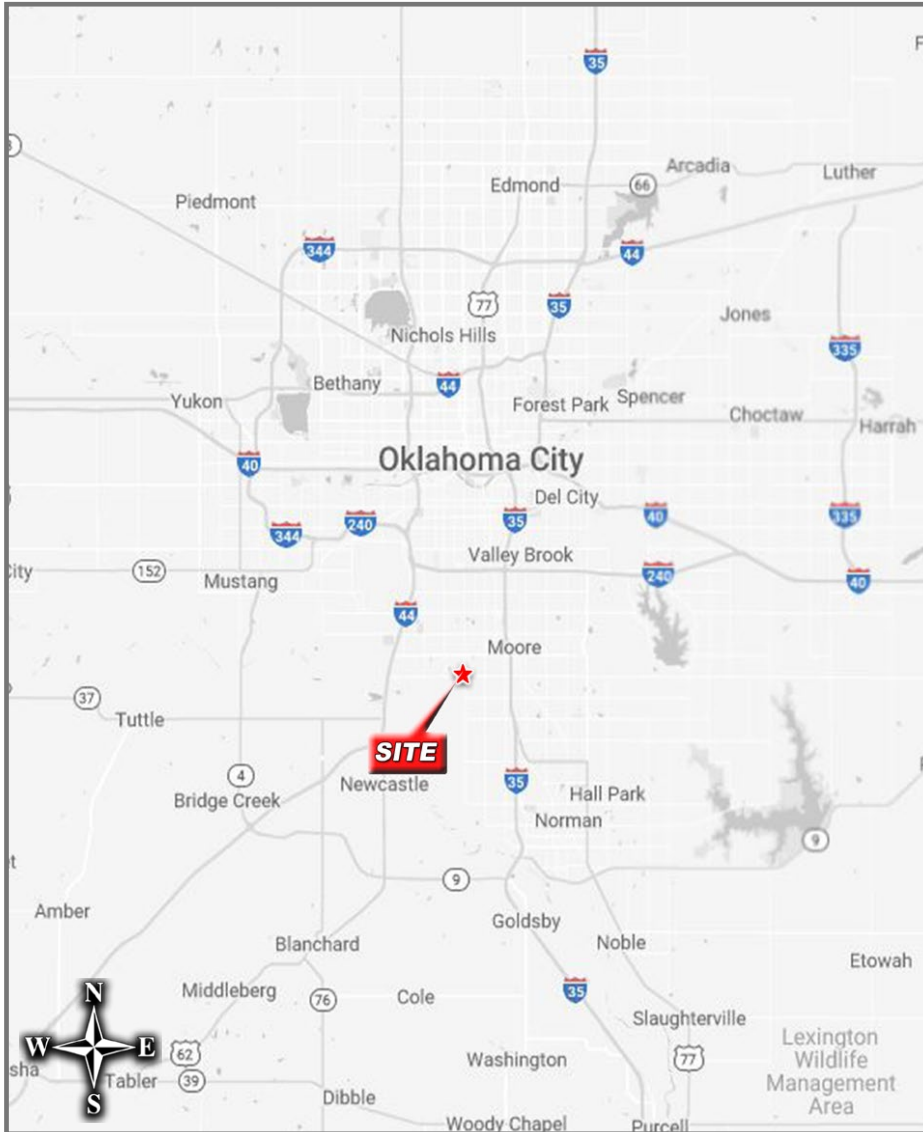 35
Arcadia
Luther
Edmond
66
Piedmont
344
44
77
35
Jones
Nichols Hills
335
44
Bethany
Yukon
Forest Park
Spencer
Choctaw
Harrah
Oklahoma City
40
Del City
35
40
335
344
240
Valley Brook
City
152
Mustang
240
40
44
Moore
37
Tuttle
SITE
4
Newcastle
35
Bridge Creek
Hall Park
Norman
9
9
Amber
Goldsby
Blanchard
Noble
Etowah
Middleberg
76
Cole
35
N
W
E
S
Slaughterville
62
Washington
77
Lexington
Wildlife
Management
Area
sha
Tabler
39
Dibble
Woody Chapel
Purcell